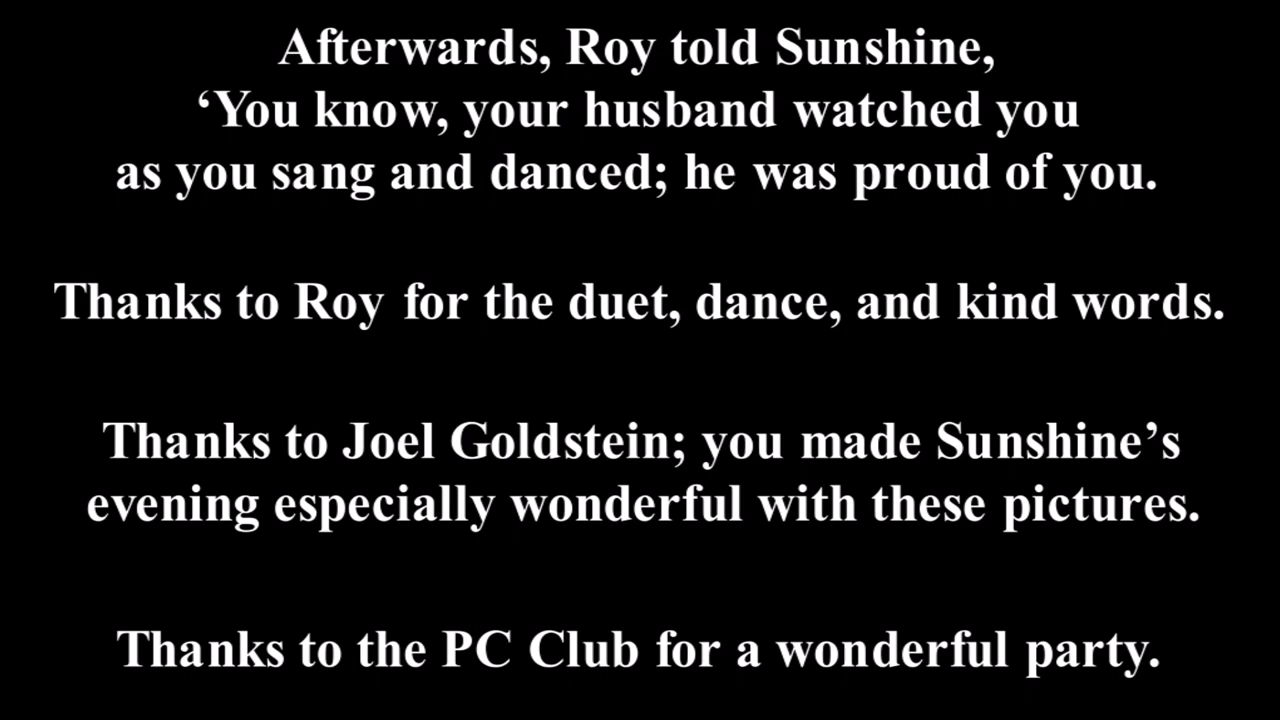 Afterwards, Roy told Sunshine,
‘You know, your husband watched you
as you sang and danced; he was proud of you.
Thanks to Roy for the duet, dance, and kind words.
Thanks to Joel Goldstein; you made Sunshine’s
evening especially wonderful with these pictures.
Thanks to the PC Club for a wonderful party.